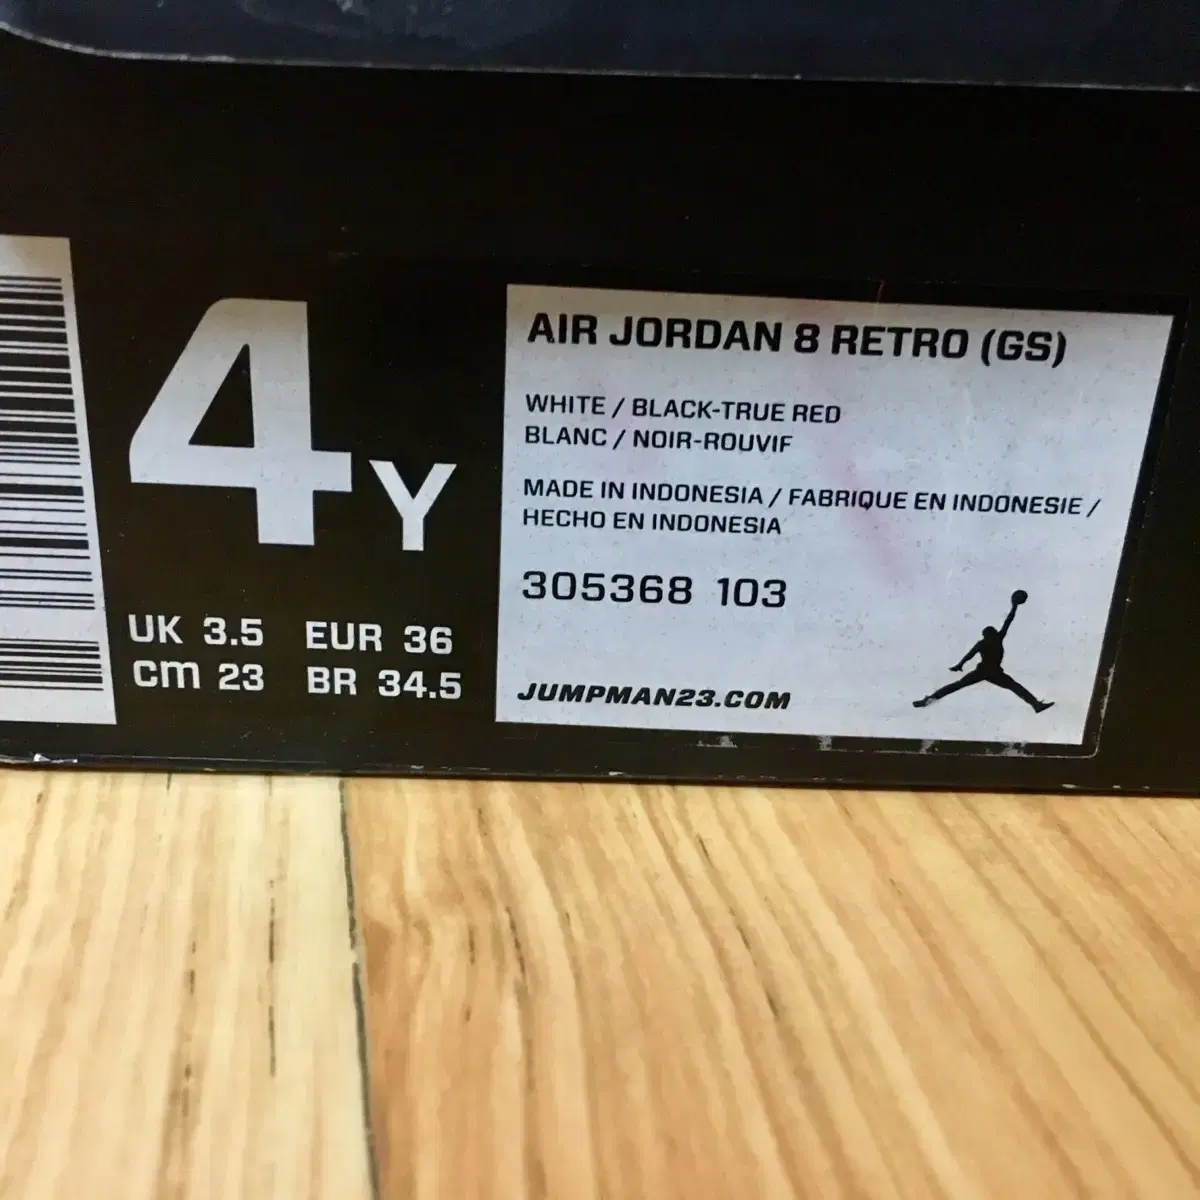 4Y
UK 3.5 EUR 36
cm 23 BR 34.5
AIR JORDAN 8 RETRO (GS)
WHITE / BLACK-TRUE RED
BLANC / NOIR-ROUVIF
MADE IN INDONESIA / FABRIQUE EN INDONESIE /
HECHO EN INDONESIA
305368 103
JUMPMAN23.COM